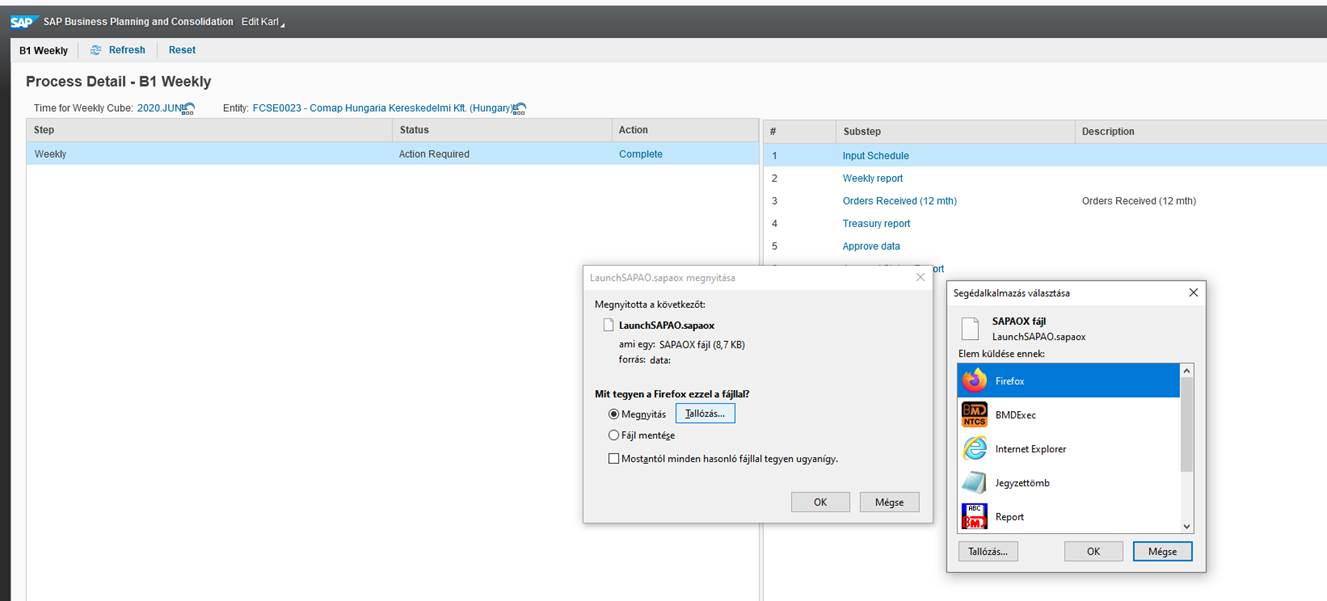 SAP SAP Business Planning and Consolidation Edit Karl
B1 Weekly Refresh Reset
Process Detail - B1 Weekly
Time for Weekly Cube: 2020.JUN Entity: FCSE0023 - Comap Hungaria Kereskedelmi Kft. (Hungary)
Step Status Action
Weekly Action Required Complete
# Substep Description
1 Input Schedule
2 Weekly report
3 Orders Received (12 mth) Orders Received (12 mth)
4 Treasury report
5 Approve data
LaunchSAPAO.sapaox megnyitása
Megnyitotta a következőt:
LaunchSAPAO.sapaox
ami egy: SAPAOX fájl (8,7 KB)
forrás: data:
Mit tegyen a Firefox ezzel a fájllal?
Megnyitás Tallózás...
Fájl mentése
Mostantól minden hasonló fájllal tegyen ugyanígy.
OK Mégse
Segédalkalmazás választása
SAPAOX fájl
LaunchSAPAO.sapaox
Elem küldése ennek:
Firefox
BMD NTCS BMDExec
Internet Explorer
Jegyzettömb
ABC BM Report
Tallózás... OK Mégse